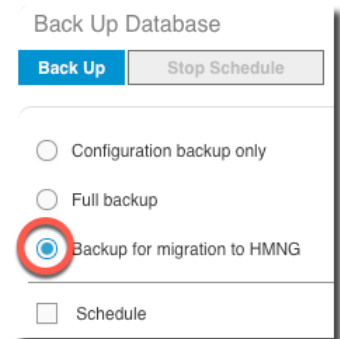 Back Up Database
Back Up Stop Schedule
Configuration backup only
Full backup
Backup for migration to HMNG
Schedule